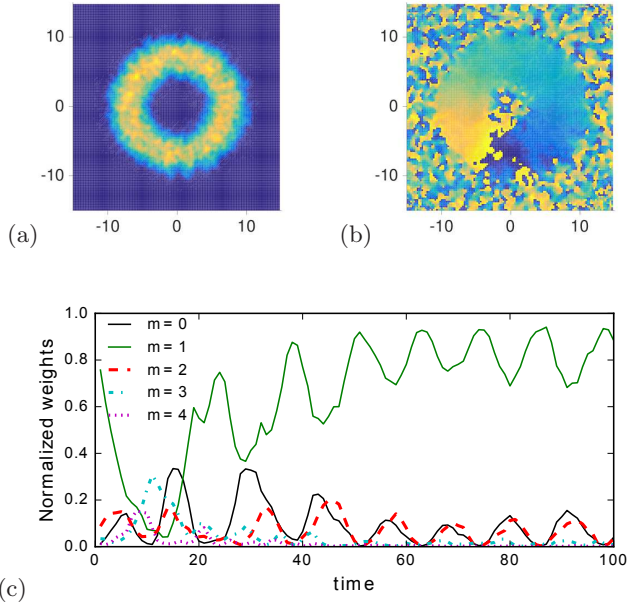 10
0
-10
-10 0 10
(a)
10
0
-10
-10 0 10
(b)
Normalized weights
1.0
0.8
0.6
0.4
0.2
0.0
m = 0
m = 1
m = 2
m = 3
m = 4
0 20 40 60 80 100
time
(c)